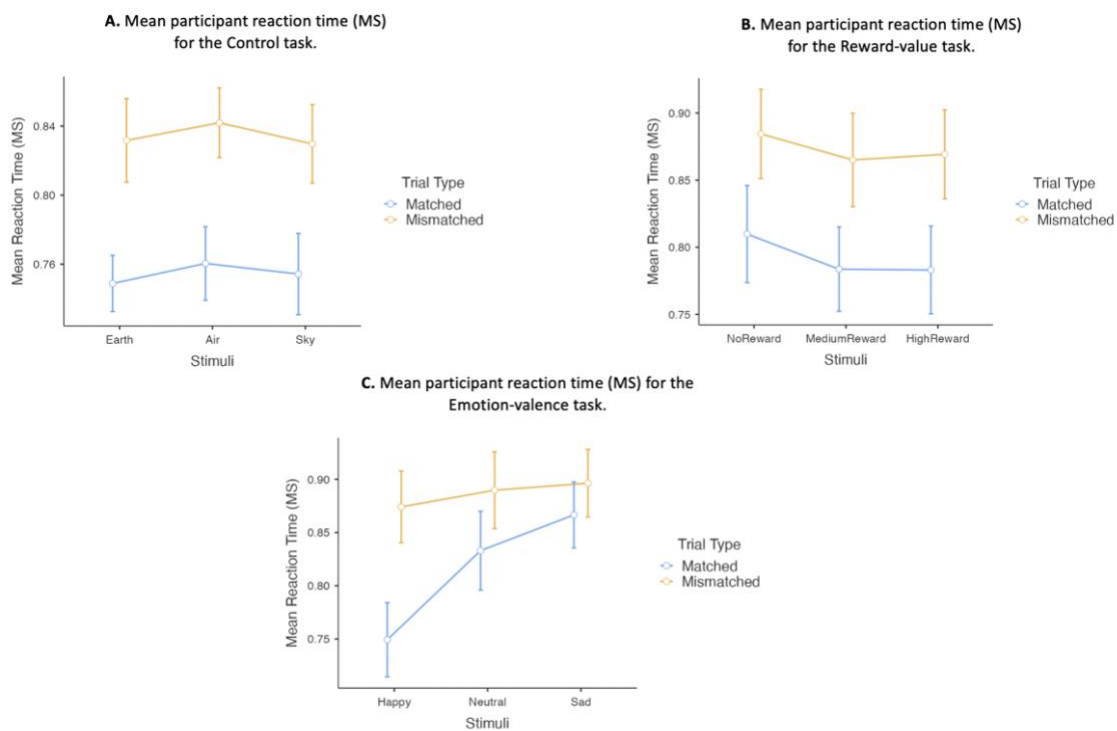 A. Mean participant reaction time (MS)
for the Control task.
Mean Reaction Time (MS)
0.84
0.80
0.76
Earth
Air
Sky
Stimuli
Trial Type
Matched
Mismatched
B. Mean participant reaction time (MS)
for the Reward-value task.
Mean Reaction Time (MS)
0.90
0.85
0.80
0.75
NoReward
MediumReward
HighReward
Stimuli
Trial Type
Matched
Mismatched
C. Mean participant reaction time (MS) for the
Emotion-valence task.
Mean Reaction Time (MS)
0.90
0.85
0.80
0.75
Happy
Neutral
Sad
Stimuli
Trial Type
Matched
Mismatched